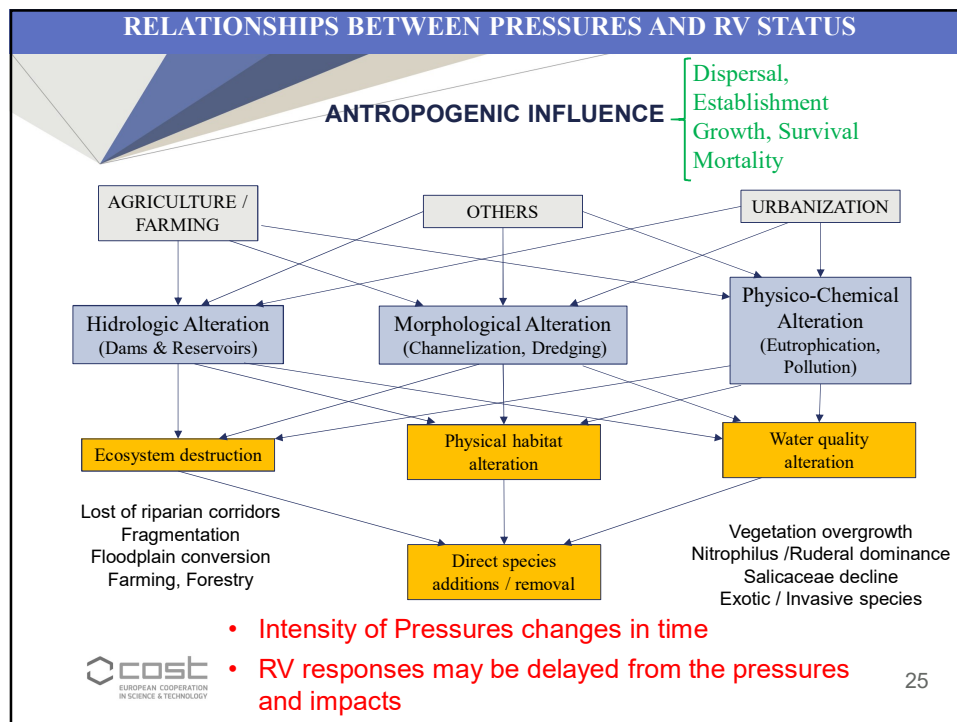 RELATIONSHIPS BETWEEN PRESSURES AND RV STATUS
ANTROPOGENIC INFLUENCE
Dispersal,
Establishment
Growth, Survival
Mortality
AGRICULTURE /
FARMING
OTHERS
URBANIZATION
Hidrologic Alteration
(Dams & Reservoirs)
Morphological Alteration
(Channelization, Dredging)
Physico-Chemical
Alteration
(Eutrophication,
Pollution)
Ecosystem destruction
Physical habitat
alteration
Water quality
alteration
Lost of riparian corridors
Fragmentation
Floodplain conversion
Farming, Forestry
Direct species
additions / removal
Vegetation overgrowth
Nitrophilus /Ruderal dominance
Salicaceae decline
Exotic / Invasive species
• Intensity of Pressures changes in time
• RV responses may be delayed from the pressures
and impacts
cost
EUROPEAN COOPERATION
IN SCIENCE & TECHNOLOGY
25